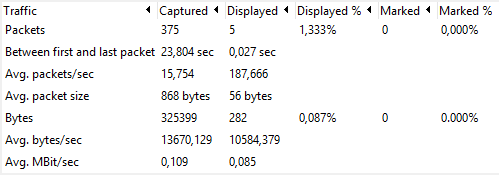 Traffic Captured Displayed Displayed % Marked Marked %
Packets 375 5 1,333% 0 0,000%
Between first and last packet 23,804 sec 0,027 sec
Avg. packets/sec 15,754 187,666
Avg. packet size 868 bytes 56 bytes
Bytes 325399 282 0,087% 0 0.000%
Avg. bytes/sec 13670,129 10584,379
Avg. MBit/sec 0,109 0,085